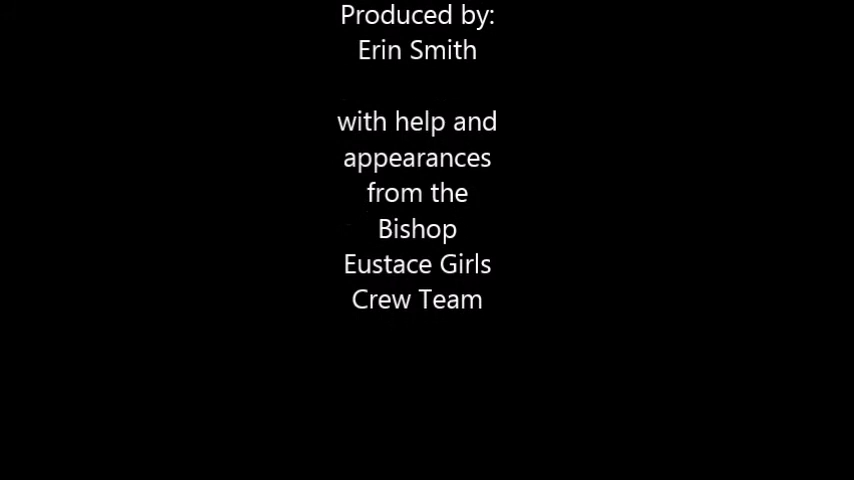 Produced by:
Erin Smith
with help and
appearances
from the
Bishop
Eustace Girls
Crew Team